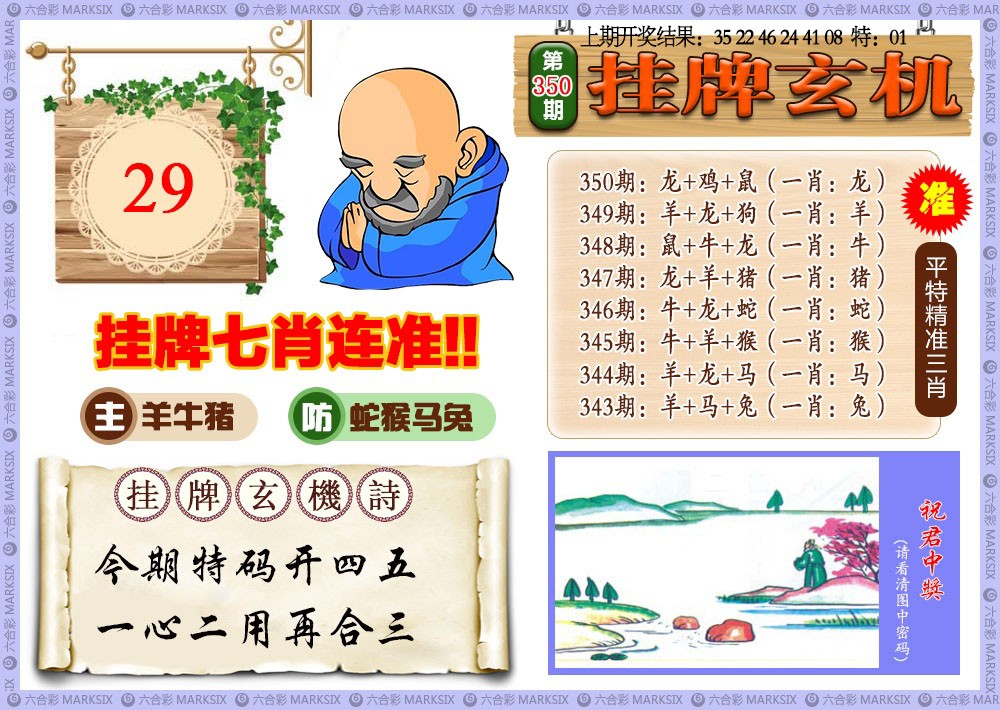 六合彩 MARKSIX
上期开奖结果：35 22 46 24 41 08 特：01
第350期
挂牌玄机
29
挂牌七肖连准!!
主 羊牛猪
防 蛇猴马兔
挂牌玄機詩
今期特码开四五
一心二用再合三
350期：龙+鸡+鼠（一肖：龙）
349期：羊+龙+狗（一肖：羊）
348期：鼠+牛+龙（一肖：牛）
347期：龙+羊+猪（一肖：猪）
346期：牛+龙+蛇（一肖：蛇）
345期：牛+羊+猴（一肖：猴）
344期：羊+龙+马（一肖：马）
343期：羊+马+兔（一肖：兔）
准
平特精准三肖
祝君中獎
（请看清图中密码）